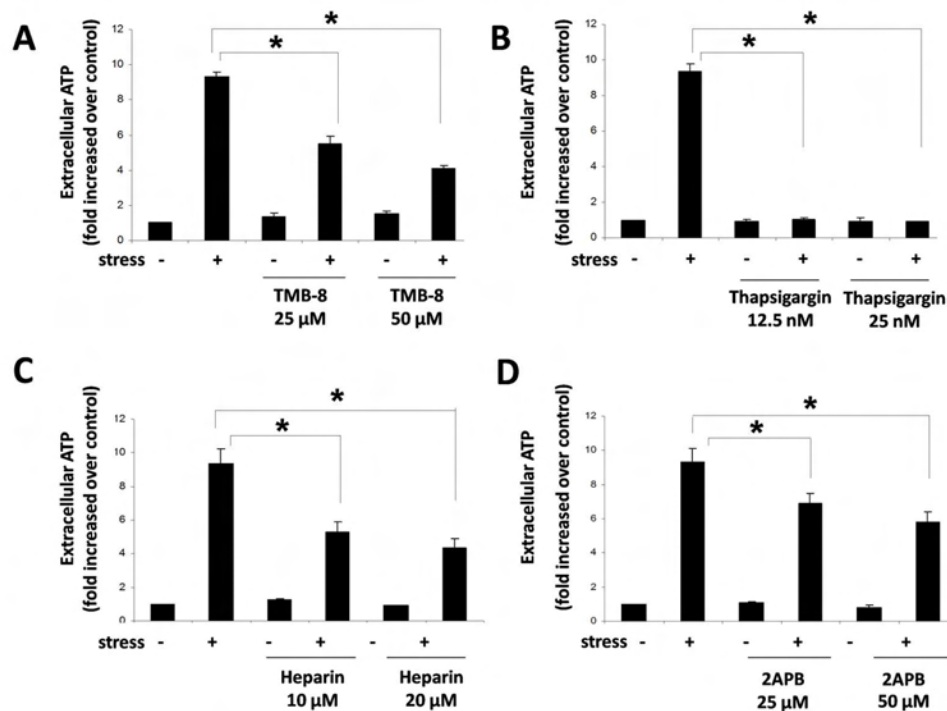 A
Extracellular ATP
(fold increased over control)
12
10
8
6
4
2
0
*
*
stress - + - + - +
TMB-8 TMB-8
25 µM 50 µM
B
Extracellular ATP
(fold increased over control)
12
10
8
6
4
2
0
*
*
stress - + - + - +
Thapsigargin Thapsigargin
12.5 nM 25 nM
C
Extracellular ATP
(fold increased over control)
12
10
8
6
4
2
0
*
*
stress - + - + - +
Heparin Heparin
10 µM 20 µM
D
Extracellular ATP
(fold increased over control)
12
10
8
6
4
2
0
*
*
stress - + - + - +
2APB 2APB
25 µM 50 µM